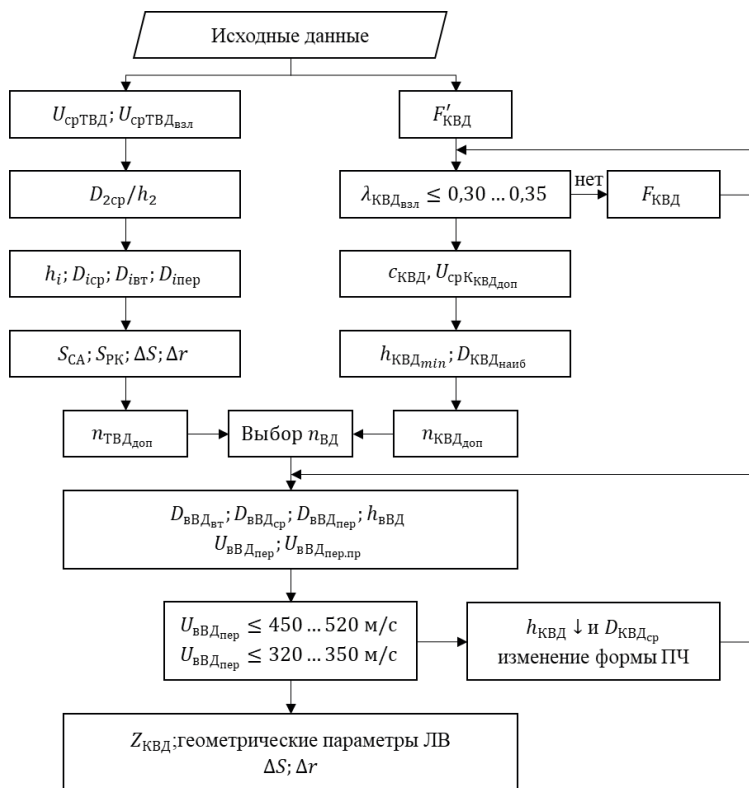 Исходные данные
U_срТВД; U_срТВД_взл
F′_КВД
D_2ср/h_2
λ_КВД_взл ≤ 0,30 … 0,35
нет
F_КВД
h_i; D_iср; D_iвт; D_iпер
c_КВД, U_срК_КВД_доп
S_СА; S_РК; ΔS; Δr
h_КВД_min; D_КВД_наиб
n_ТВД_доп
Выбор n_ВД
n_КВД_доп
D_вВД_вт; D_вВД_ср; D_вВД_пер; h_вВД
U_вВД_пер; U_вВД_пер.пр
U_вВД_пер ≤ 450 … 520 м/с
U_вВД_пер ≤ 320 … 350 м/с
h_КВД ↓ и D_КВД_ср
изменение формы ПЧ
Z_КВД;геометрические параметры ЛВ
ΔS; Δr